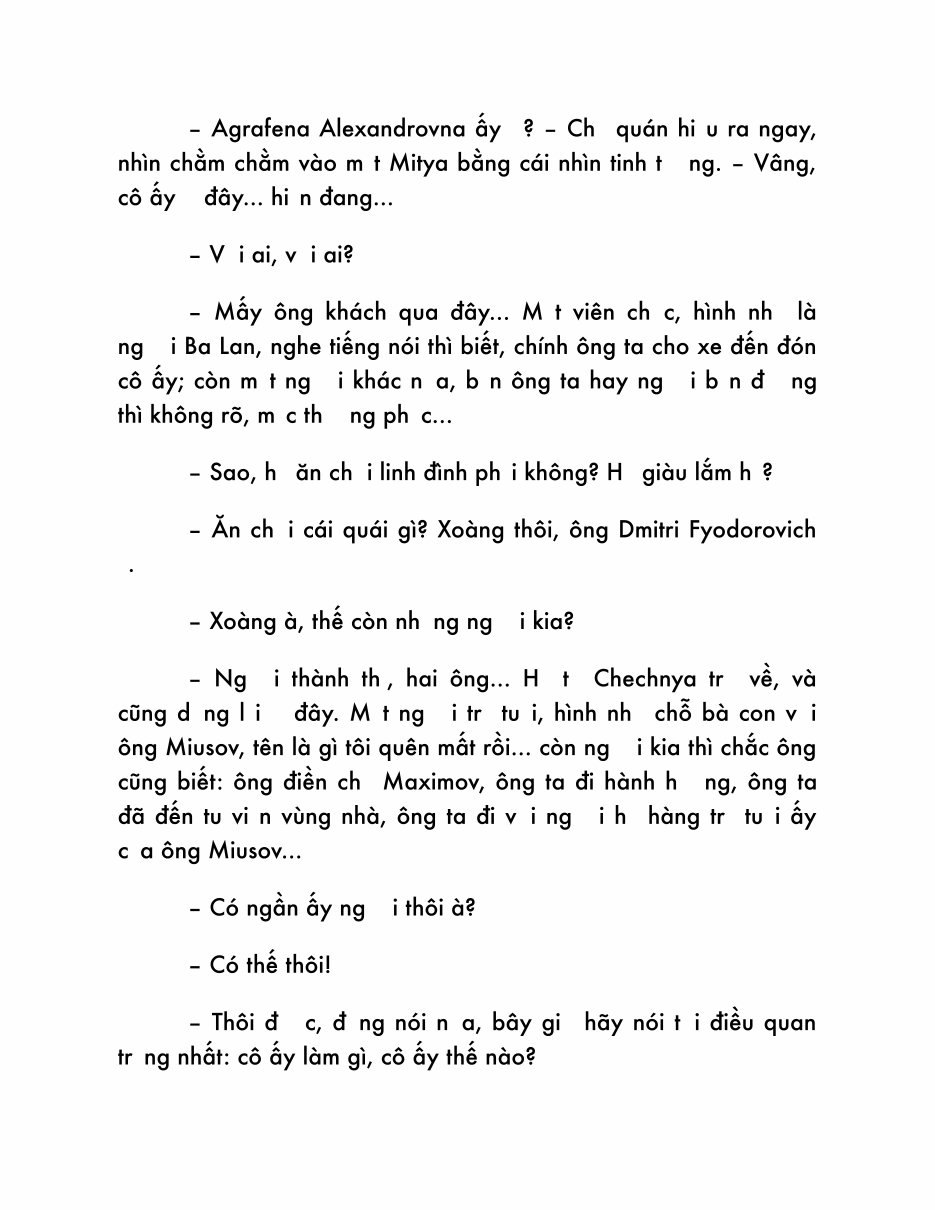 – Agrafena Alexandrovna ấy ? – Ch quán hi u ra ngay,
nhìn chằm chằm vào m t Mitya bằng cái nhìn tinh t ng. – Vâng,
cô ấy đây... hi n đang...
– V i ai, v i ai?
– Mấy ông khách qua đây... M t viên ch c, hình nh là
ng i Ba Lan, nghe tiếng nói thì biết, chính ông ta cho xe đến đón
cô ấy; còn m t ng i khác n a, b n ông ta hay ng i b n đ ng
thì không rõ, m c th ng ph c...
– Sao, h ăn ch i linh đình ph i không? H giàu lắm h ?
– Ăn ch i cái quái gì? Xoàng thôi, ông Dmitri Fyodorovich
.
– Xoàng à, thế còn nh ng ng i kia?
– Ng i thành th , hai ông... H t Chechnya tr về, và
cũng d ng l i đây. M t ng i tr tu i, hình nh chỗ bà con v i
ông Miusov, tên là gì tôi quên mất rồi... còn ng i kia thì chắc ông
cũng biết: ông điền ch Maximov, ông ta đi hành h ng, ông ta
đã đến tu vi n vùng nhà, ông ta đi v i ng i h hàng tr tu i ấy
c a ông Miusov...
– Có ngần ấy ng i thôi à?
– Có thế thôi!
– Thôi đ c, đ ng nói n a, bây gi hãy nói t i điều quan
tr ng nhất: cô ấy làm gì, cô ấy thế nào?